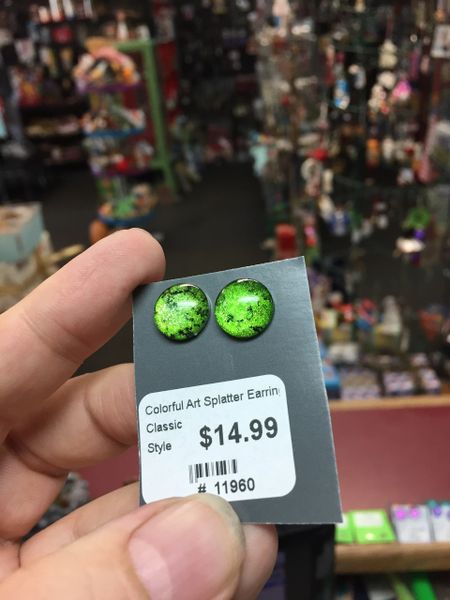 Colorful Art Splatter Earrin
Classic
Style $14.99
# 11960